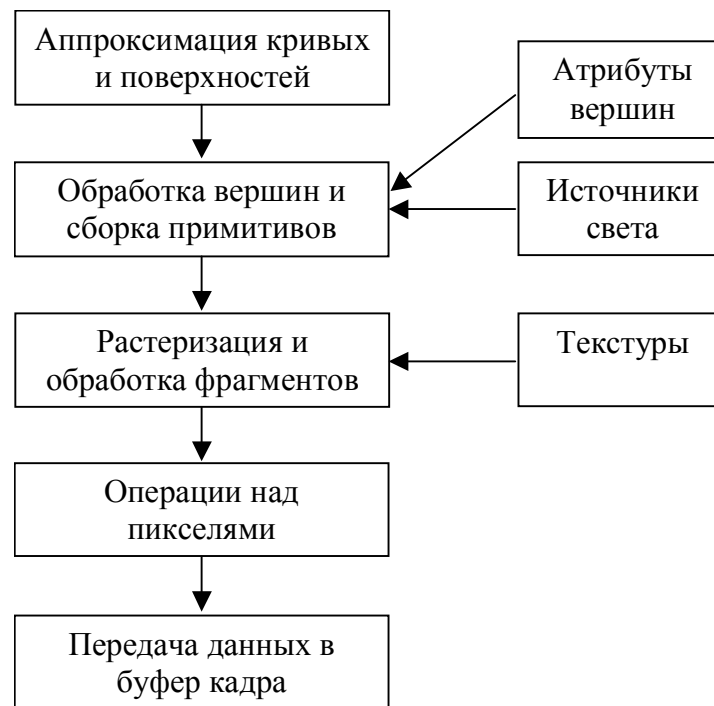 Аппроксимация кривых
и поверхностей
Атрибуты
вершин
Обработка вершин и
сборка примитивов
Источники
света
Растеризация и
обработка фрагментов
Текстуры
Операции над
пикселями
Передача данных в
буфер кадра